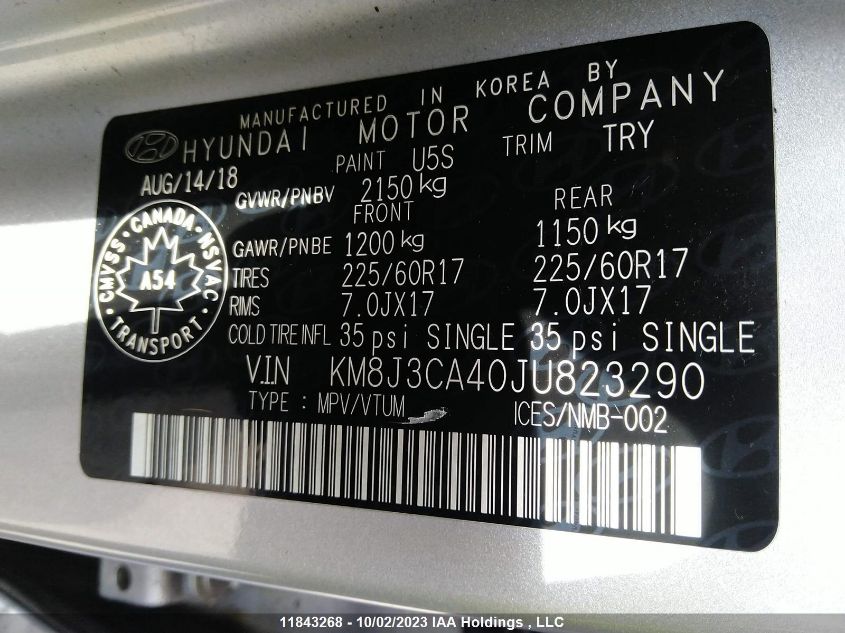 MANUFACTURED IN KOREA BY
HYUNDAI MOTOR COMPANY
PAINT U5S TRIM TRY
AUG/14/18
GVWR/PNBV 2150 kg
FRONT REAR
GAWR/PNBE 1200 kg 1150 kg
TIRES 225/60R17 225/60R17
RIMS 7.0JX17 7.0JX17
COLD TIRE INFL 35 psi SINGLE 35 psi SINGLE
V.I.N KM8J3CA40JU823290
TYPE : MPV/VTUM ICES/NMB-002
CMVSS · CANADA · NSVAC
A54
· TRANSPORT ·
11843268 - 10/02/2023 IAA Holdings , LLC